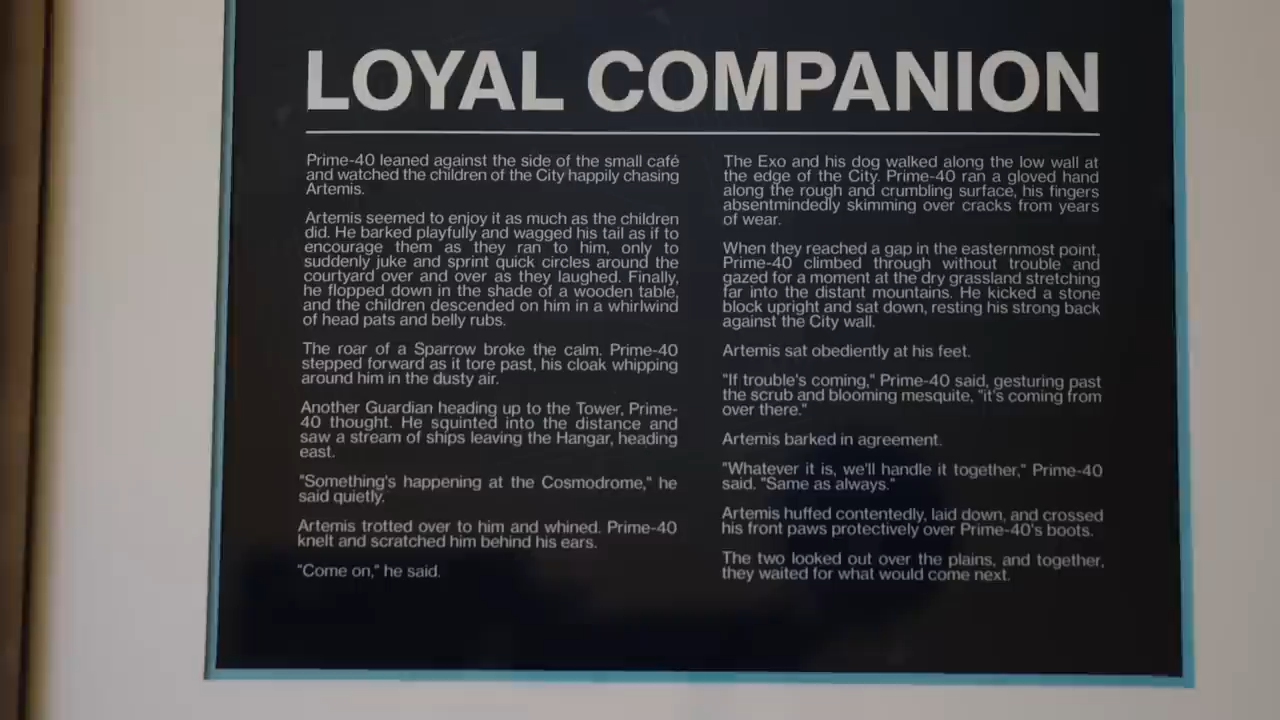 LOYAL COMPANION
Prime-40 leaned against the side of the small café
and watched the children of the City happily chasing
Artemis.
Artemis seemed to enjoy it as much as the children
did. He barked playfully and wagged his tail as if to
encourage them as they ran to him, only to
suddenly juke and sprint quick circles around the
courtyard over and over as they laughed. Finally,
he flopped down in the shade of a wooden table,
and the children descended on him in a whirlwind
of head pats and belly rubs.
The roar of a Sparrow broke the calm. Prime-40
stepped forward as it tore past, his cloak whipping
around him in the dusty air.
Another Guardian heading up to the Tower, Prime-
40 thought. He squinted into the distance and
saw a stream of ships leaving the Hangar, heading
east.
"Something's happening at the Cosmodrome," he
said quietly.
Artemis trotted over to him and whined. Prime-40
knelt and scratched him behind his ears.
"Come on," he said.
The Exo and his dog walked along the low wall at
the edge of the City. Prime-40 ran a gloved hand
along the rough and crumbling surface, his fingers
absentmindedly skimming over cracks from years
of wear.
When they reached a gap in the easternmost point,
Prime-40 climbed through without trouble and
gazed for a moment at the dry grassland stretching
far into the distant mountains. He kicked a stone
block upright and sat down, resting his strong back
against the City wall.
Artemis sat obediently at his feet.
"If trouble's coming," Prime-40 said, gesturing past
the scrub and blooming mesquite, "it's coming from
over there."
Artemis barked in agreement.
"Whatever it is, we'll handle it together," Prime-40
said. "Same as always."
Artemis huffed contentedly, laid down, and crossed
his front paws protectively over Prime-40's boots.
The two looked out over the plains, and together,
they waited for what would come next.